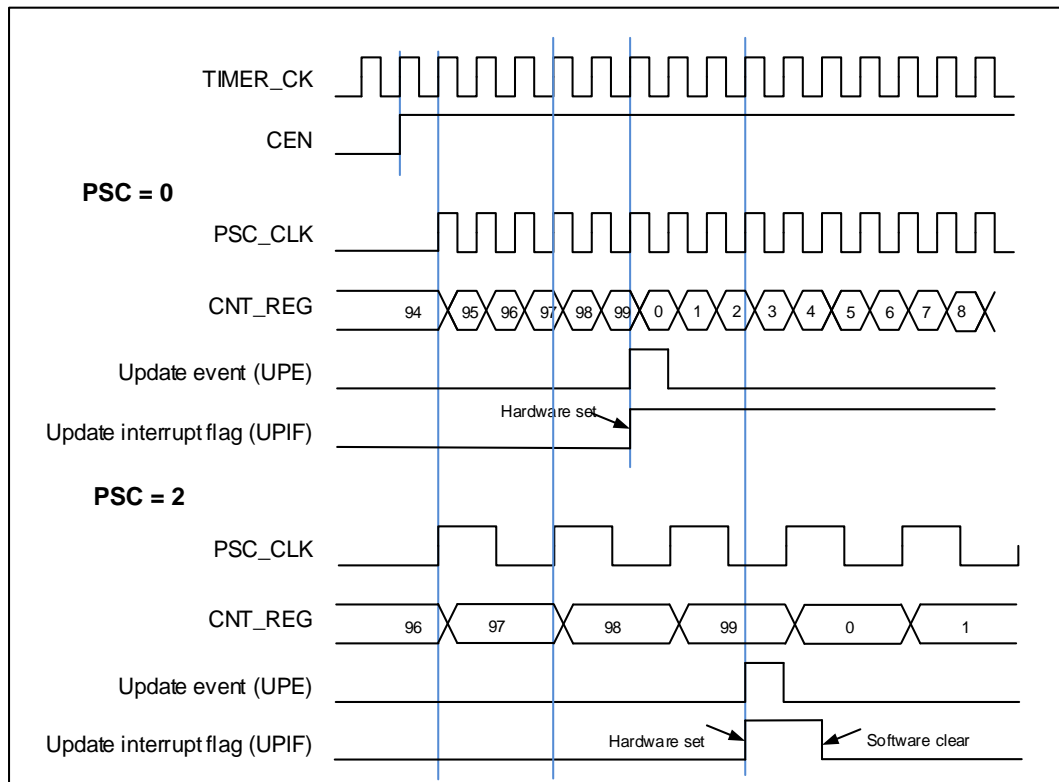 TIMER_CK
CEN
PSC = 0
PSC_CLK
CNT_REG 94 95 96 97 98 99 0 1 2 3 4 5 6 7 8
Update event (UPE)
Hardware set
Update interrupt flag (UPIF)
PSC = 2
PSC_CLK
CNT_REG 96 97 98 99 0 1
Update event (UPE)
Update interrupt flag (UPIF) Hardware set Software clear